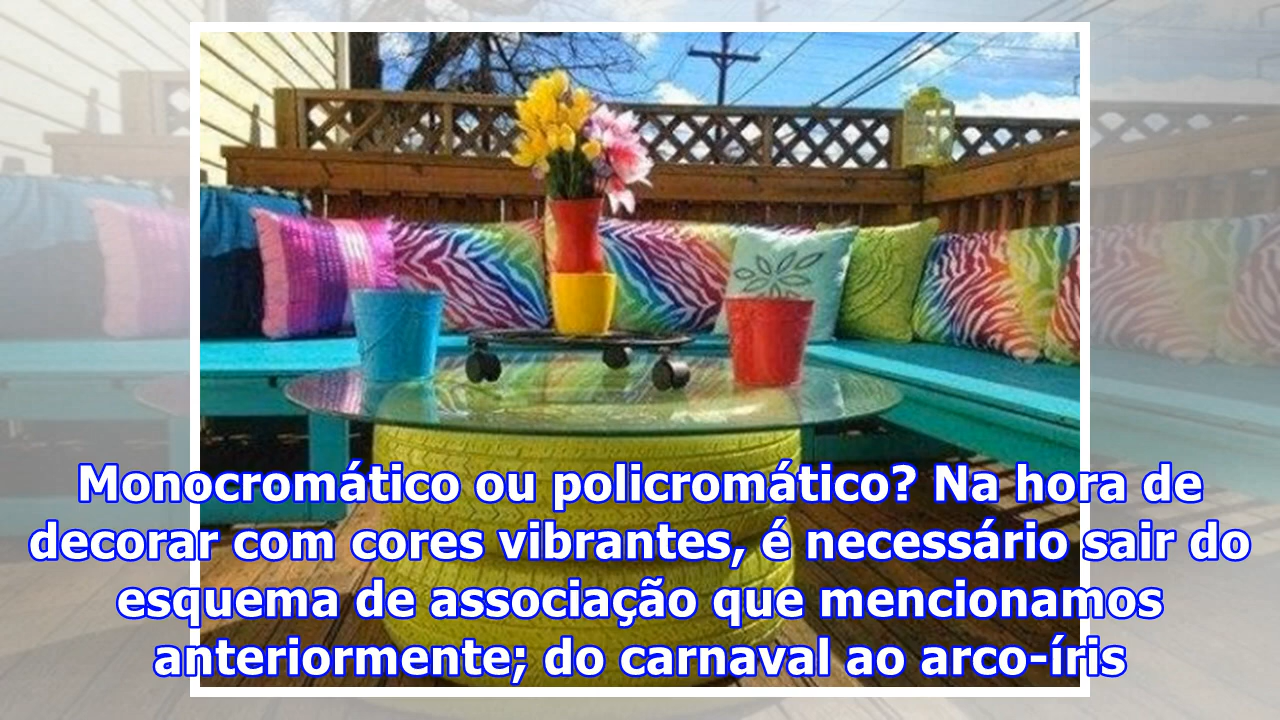 Monocromático ou policromático? Na hora de
decorar com cores vibrantes, é necessário sair do
esquema de associação que mencionamos
anteriormente; do carnaval ao arco-íris